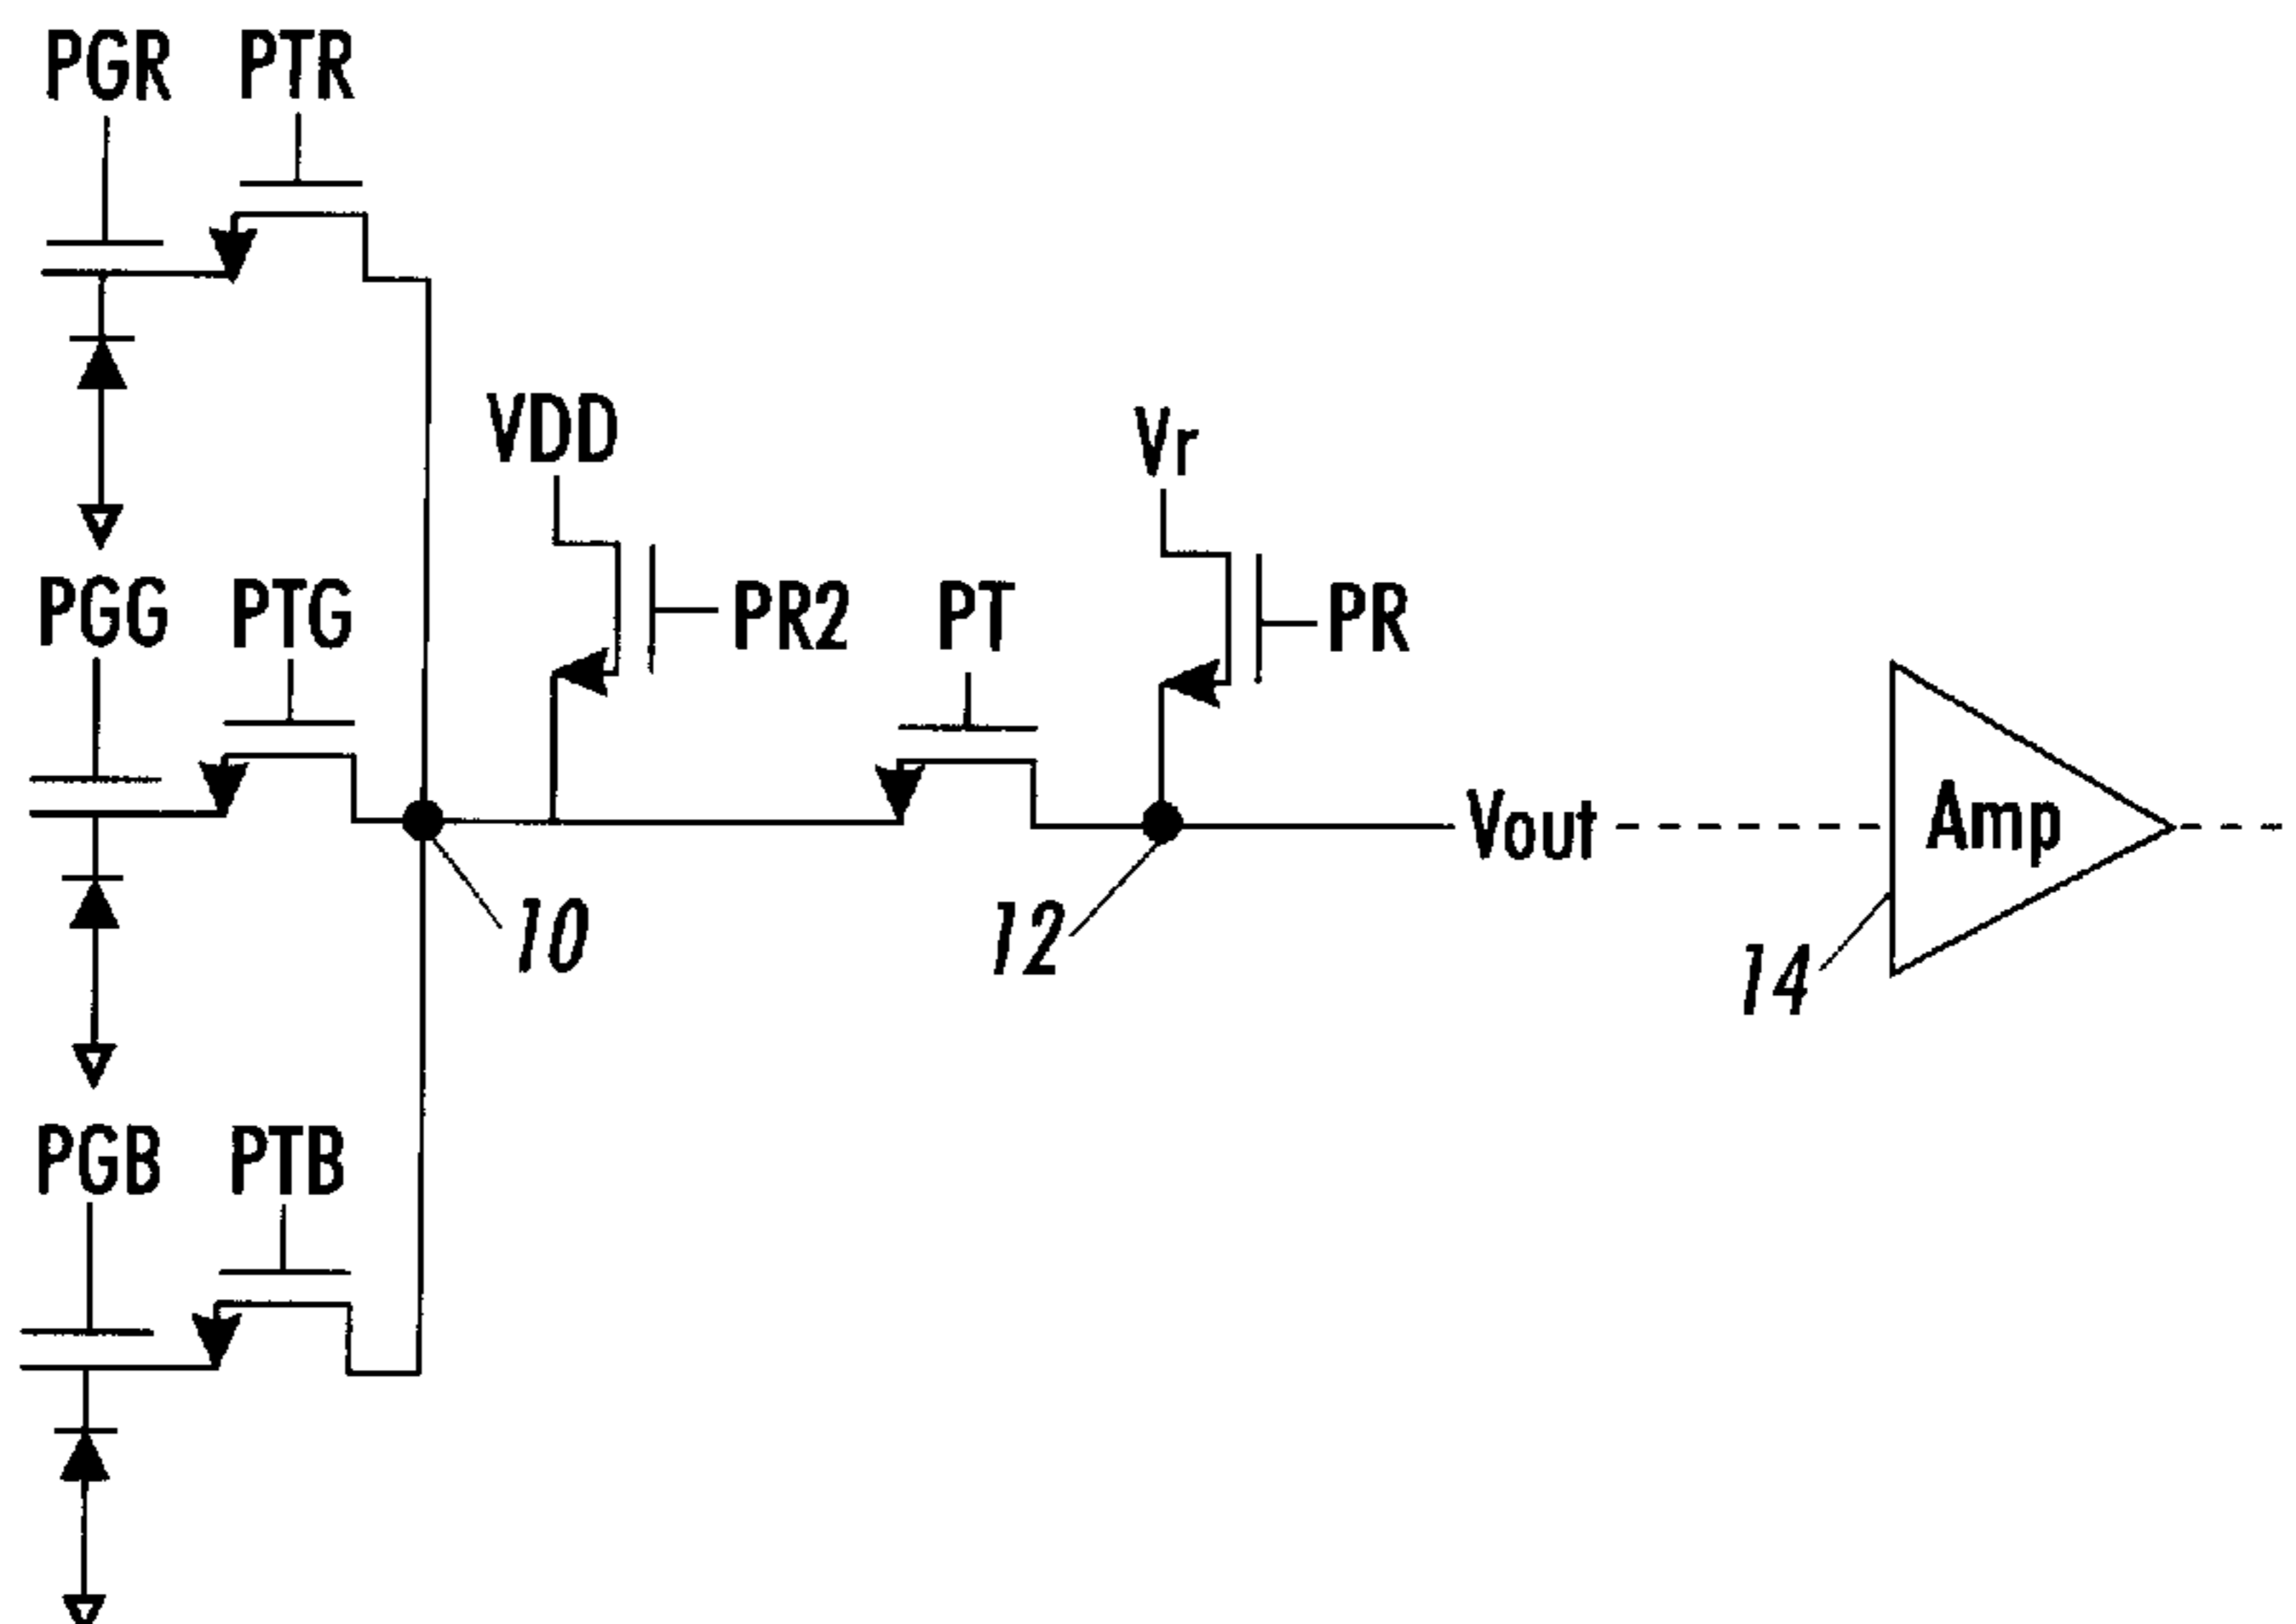 PGR PTR
VDD
Vr
PGG PTG
PR2
PT
PR
Vout
Amp
10
12
14
PGB PTB